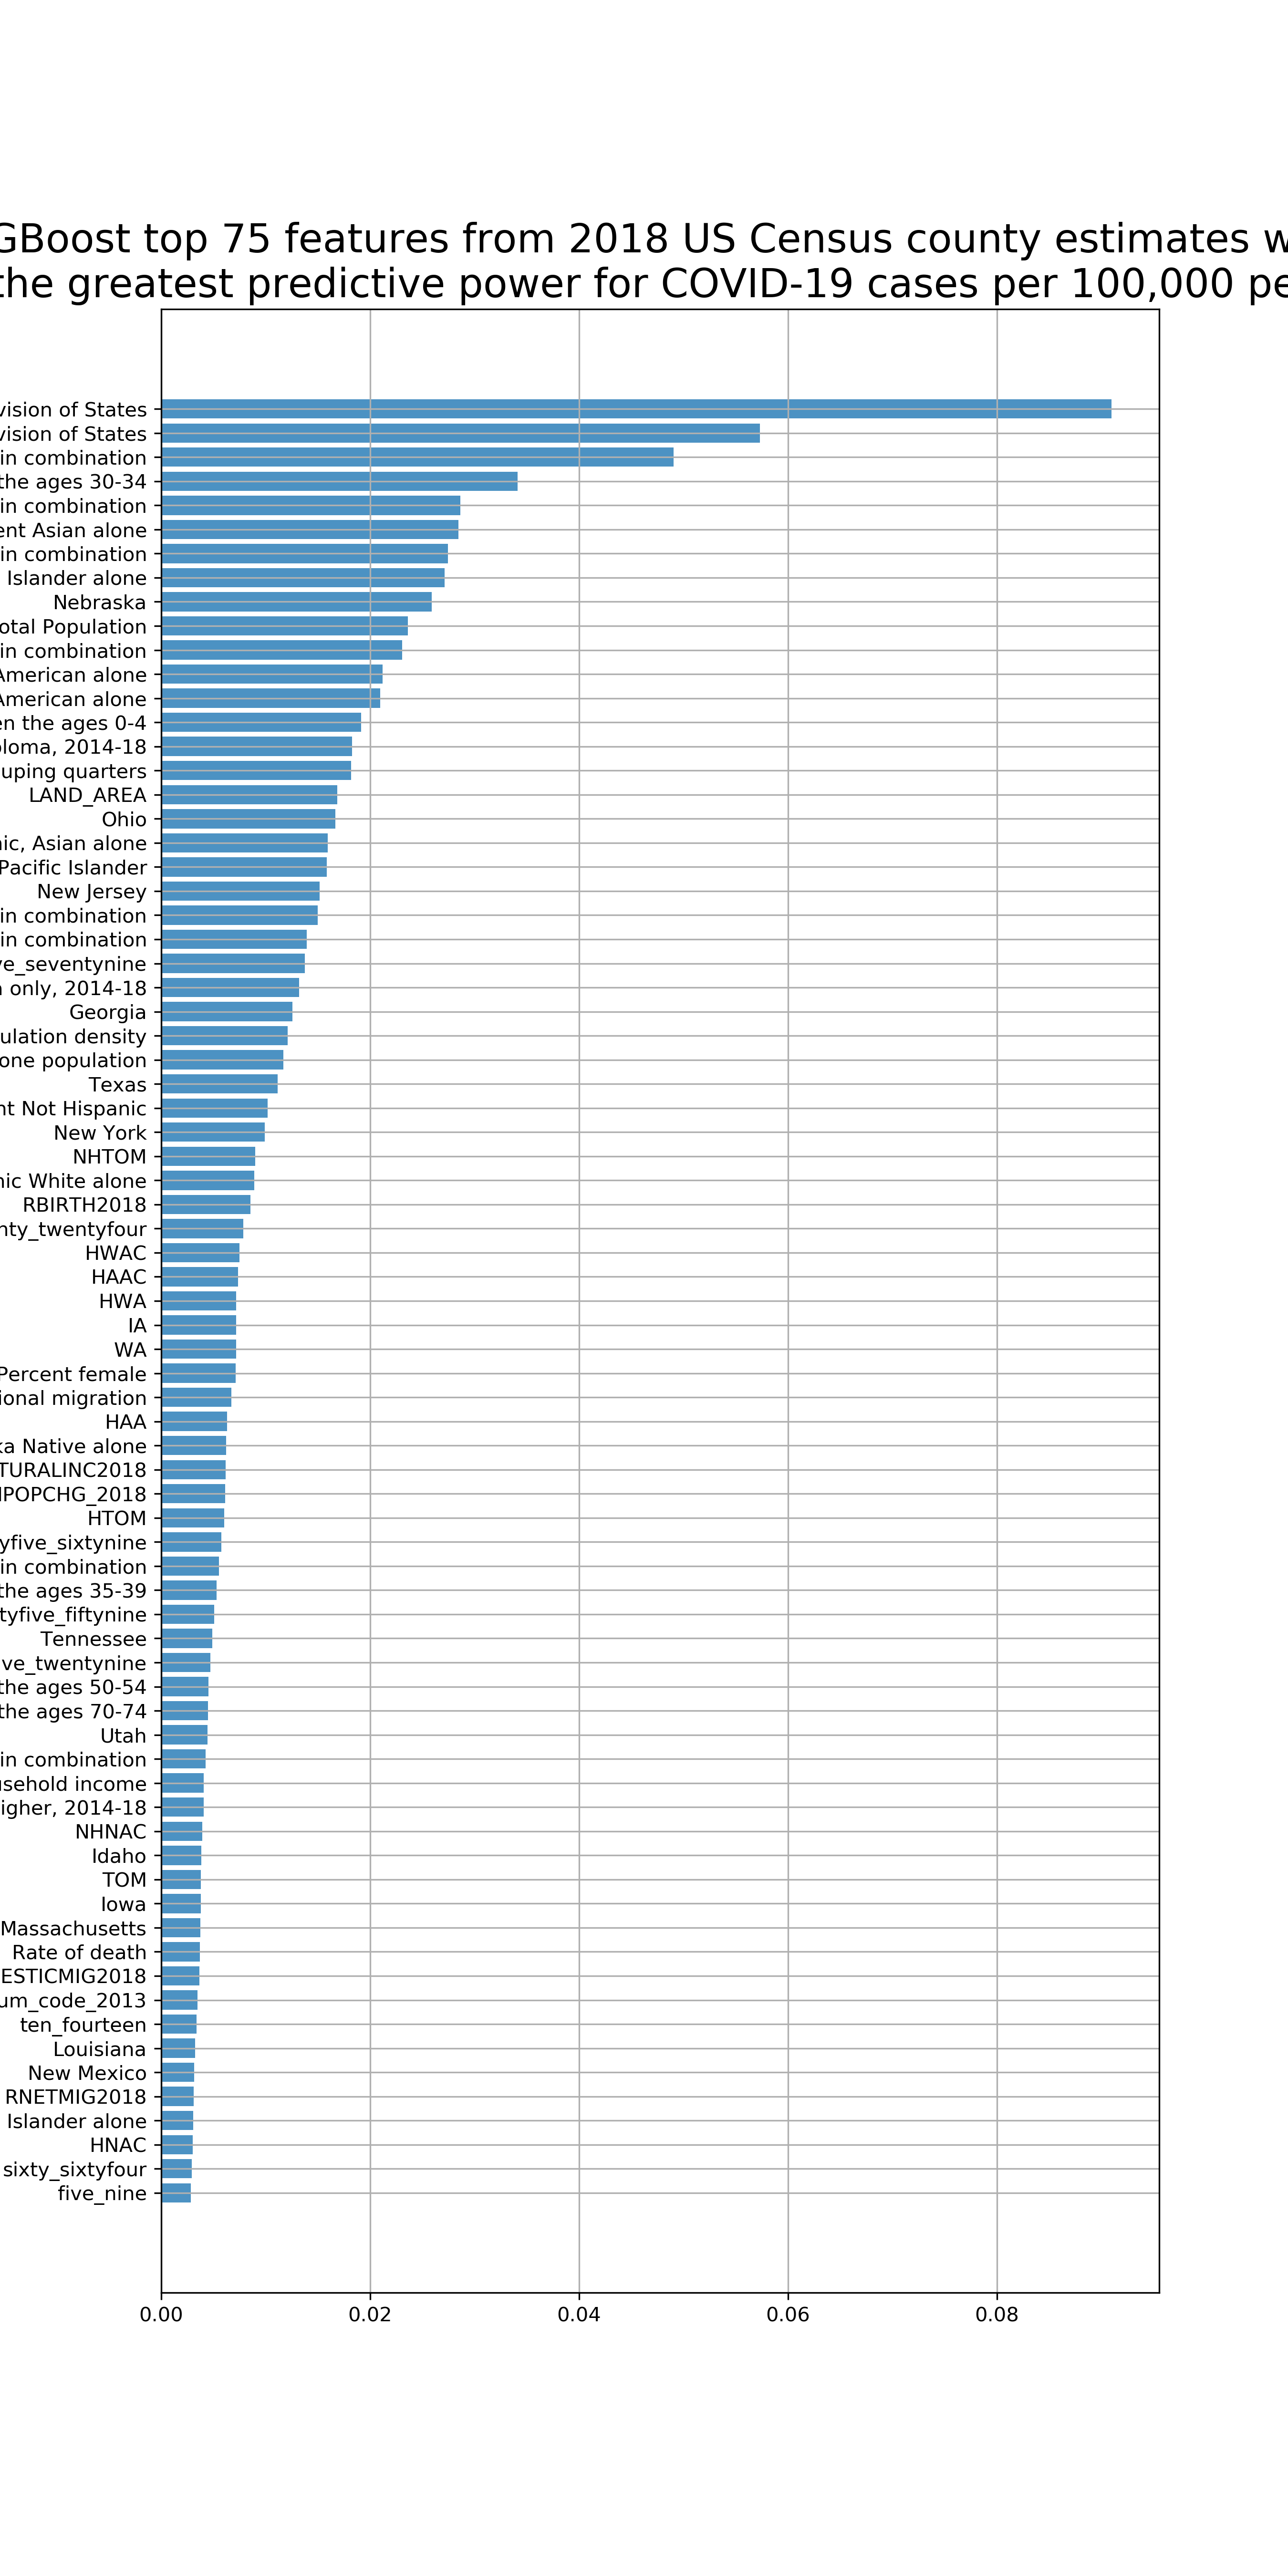 GBoost top 75 features from 2018 US Census county estimates w
the greatest predictive power for COVID-19 cases per 100,000 pe
vision of States
vision of States
in combination
the ages 30-34
in combination
ent Asian alone
in combination
Islander alone
Nebraska
otal Population
in combination
American alone
American alone
en the ages 0-4
loma, 2014-18
uping quarters
LAND_AREA
Ohio
nic, Asian alone
Pacific Islander
New Jersey
in combination
in combination
ve_seventynine
only, 2014-18
Georgia
ulation density
one population
Texas
nt Not Hispanic
New York
NHTOM
nic White alone
RBIRTH2018
nty_twentyfour
HWAC
HAAC
HWA
IA
WA
Percent female
ional migration
HAA
ka Native alone
TURALINC2018
NPOPCHG_2018
HTOM
yfive_sixtynine
in combination
the ages 35-39
tyfive_fiftynine
Tennessee
ve_twentynine
the ages 50-54
the ages 70-74
Utah
in combination
usehold income
igher, 2014-18
NHNAC
Idaho
TOM
Iowa
Massachusetts
Rate of death
ESTICMIG2018
um_code_2013
ten_fourteen
Louisiana
New Mexico
RNETMIG2018
Islander alone
HNAC
sixty_sixtyfour
five_nine
0.00 0.02 0.04 0.06 0.08